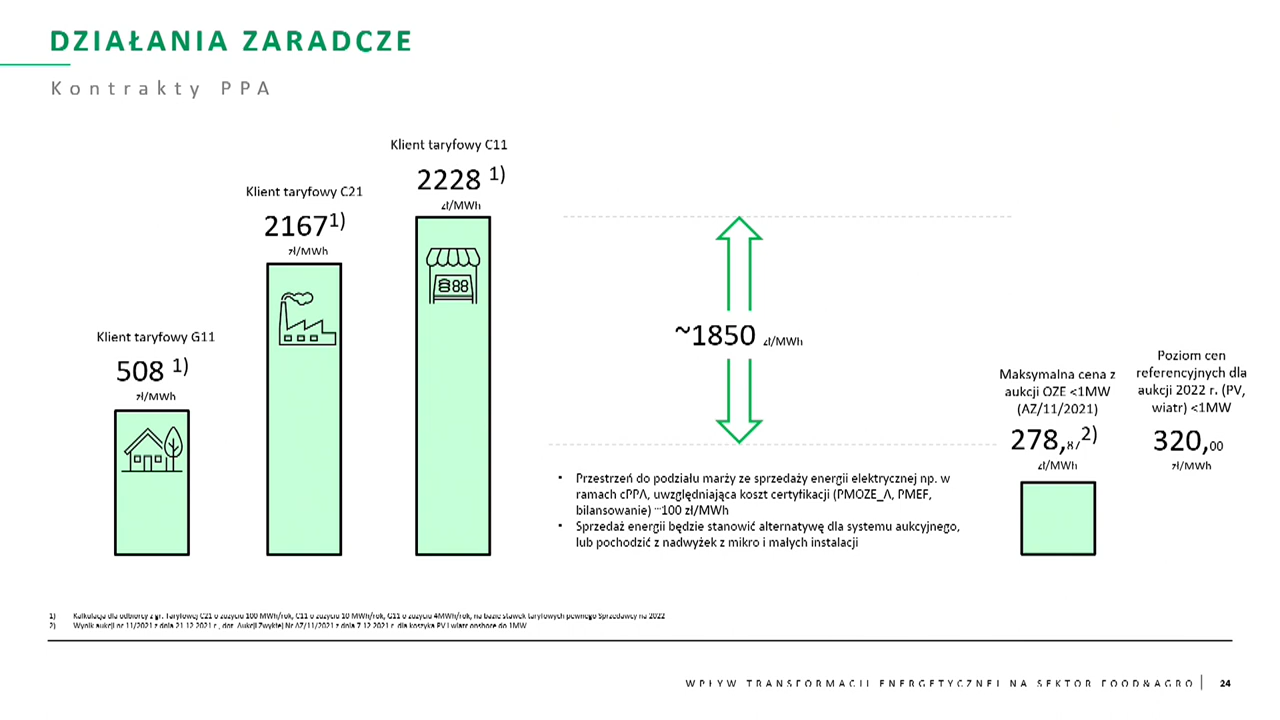 DZIAŁANIA ZARADCZE
Kontrakty PPA
Klient taryfowy C11
2228 1)
zł/MWh
Klient taryfowy C21
2167 1)
zł/MWh
Klient taryfowy G11
508 1)
zł/MWh
~1850 zł/MWh
Maksymalna cena z
aukcji OZE <1MW
(AZ/11/2021)
278,87 2)
zł/MWh
Poziom cen
referencyjnych dla
aukcji 2022 r. (PV,
wiatr) <1MW
320,00
zł/MWh
• Przestrzeń do podziału marży ze sprzedaży energii elektrycznej np. w
ramach cPPA, uwzględniająca koszt certyfikacji (PMOZE_A, PMEF,
bilansowanie) ~100 zł/MWh
• Sprzedaż energii będzie stanowić alternatywę dla systemu aukcyjnego,
lub pochodzić z nadwyżek z mikro i małych instalacji
1) Kalkulacja dla odbiorcy z gr. Taryfowej C21 o zużyciu 100 MWh/rok, C11 o zużyciu 10 MWh/rok, G11 o zużyciu 4MWh/rok, na bazie stawek taryfowych pewnego Sprzedawcy na 2022
2) Wynik aukcji nr 11/2021 z dnia 21.12.2021 r., dot. Aukcji Zwykłej Nr AZ/11/2021 z dnia 7.12.2021 r. dla koszyka PV i wiatr onshore do 1MW
WPŁYW TRANSFORMACJI ENERGETYCZNEJ NA SEKTOR FOOD&AGRO | 24
88